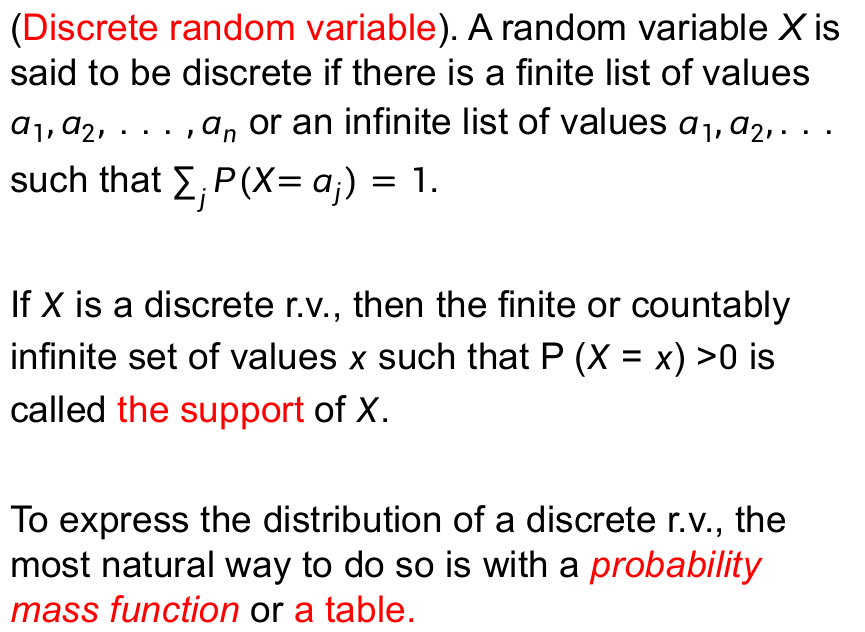 (Discrete random variable). A random variable X is
said to be discrete if there is a finite list of values
a₁, a₂, . . . , aₙ or an infinite list of values a₁, a₂, . . .
such that ∑ⱼ P(X= aⱼ) = 1.
If X is a discrete r.v., then the finite or countably
infinite set of values x such that P (X = x) >0 is
called the support of X.
To express the distribution of a discrete r.v., the
most natural way to do so is with a probability
mass function or a table.